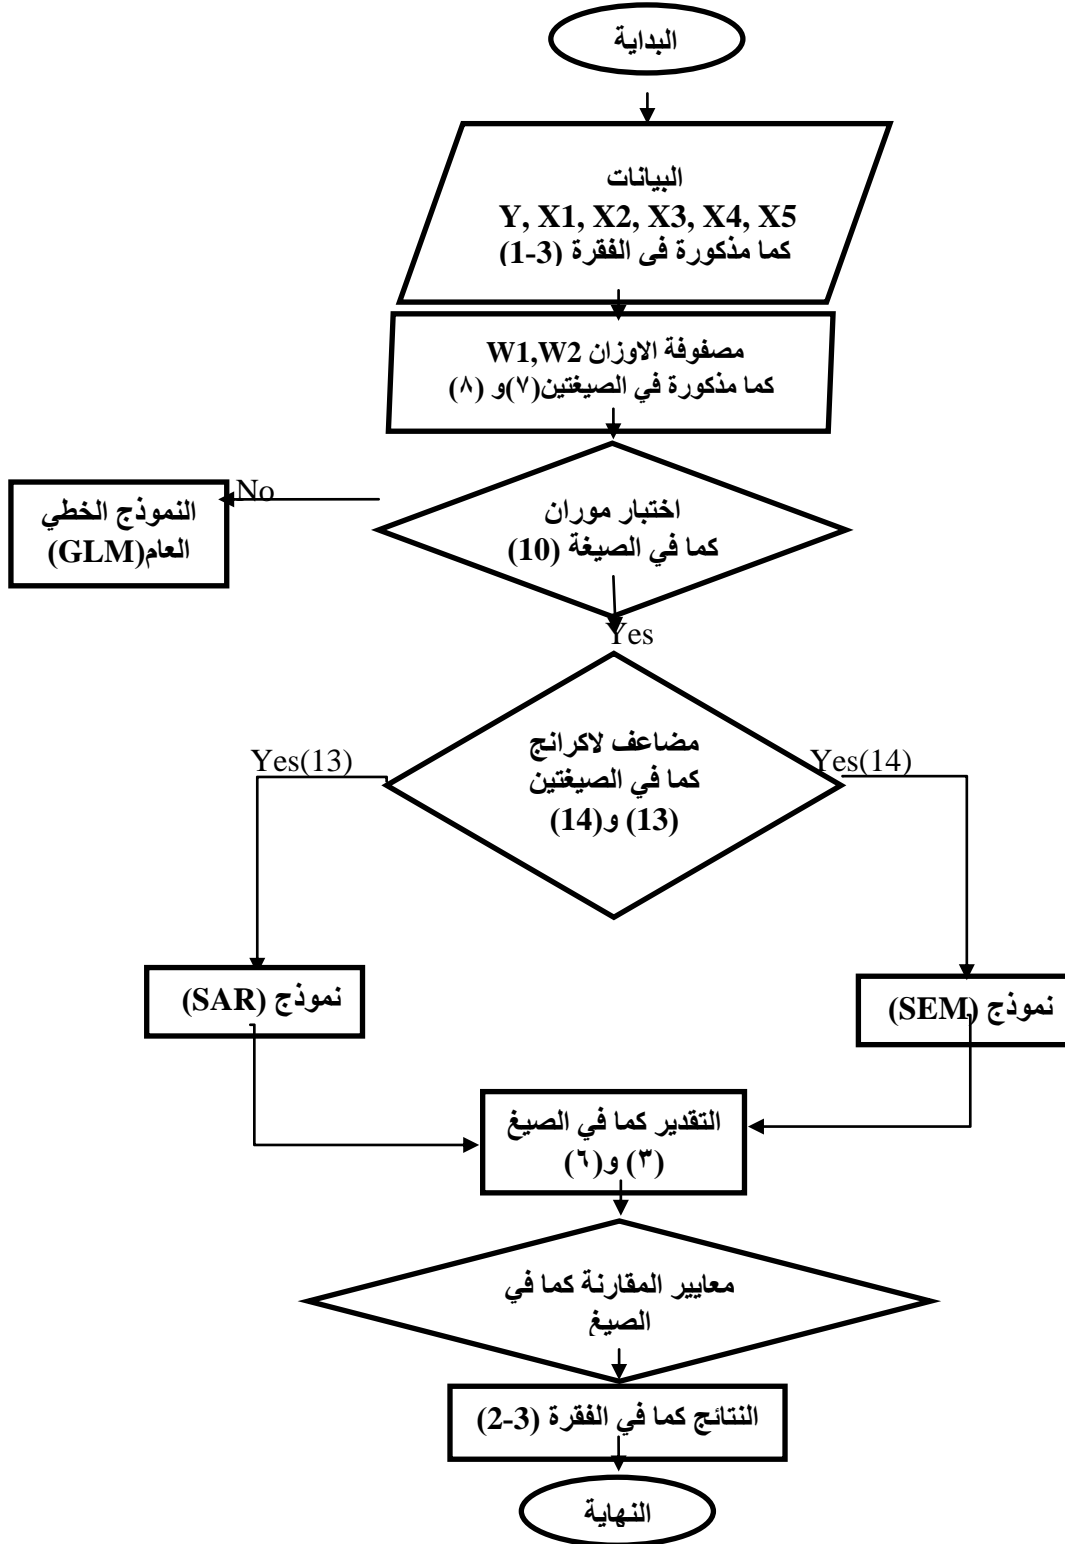 البداية
البيانات
Y, X1, X2, X3, X4, X5
كما مذكورة في الفقرة (3-1)
مصفوفة الاوزان W1,W2
كما مذكورة في الصيغتين(٧)و (٨)
اختبار موران
كما في الصيغة (10)
No
النموذج الخطي
العام(GLM)
Yes
مضاعف لاكرانج
كما في الصيغتين
(13) و(14)
Yes(13)
Yes(14)
نموذج (SAR)
نموذج (SEM)
التقدير كما في الصيغ
(٣) و(٦)
معايير المقارنة كما في
الصيغ
النتائج كما في الفقرة (3-2)
النهاية